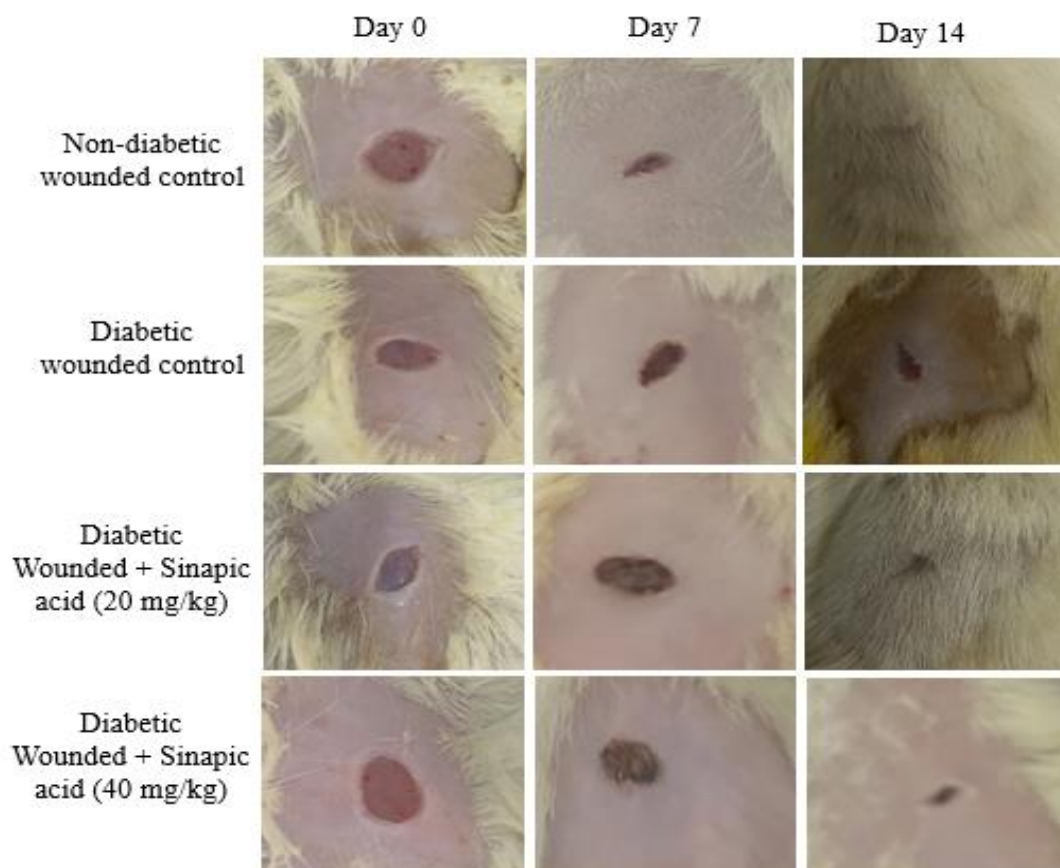 Day 0
Day 7
Day 14
Non-diabetic
wounded control
Diabetic
wounded control
Diabetic
Wounded + Sinapic
acid (20 mg/kg)
Diabetic
Wounded + Sinapic
acid (40 mg/kg)